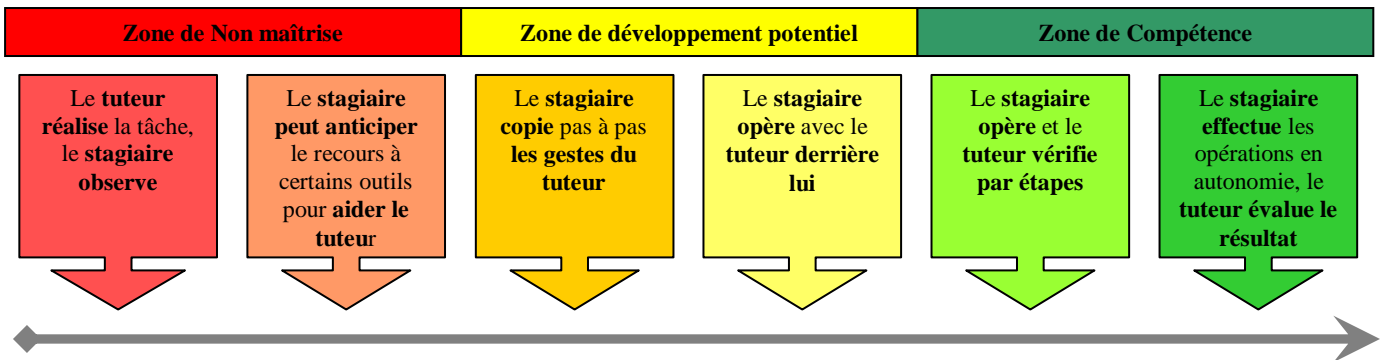 Zone de Non maîtrise
Zone de développement potentiel
Zone de Compétence
Le tuteur
réalise la tâche,
le stagiaire
observe
Le stagiaire
peut anticiper
le recours à
certains outils
pour aider le
tuteur
Le stagiaire
copie pas à pas
les gestes du
tuteur
Le stagiaire
opère avec le
tuteur derrière
lui
Le stagiaire
opère et le
tuteur vérifie
par étapes
Le stagiaire
effectue les
opérations en
autonomie, le
tuteur évalue le
résultat